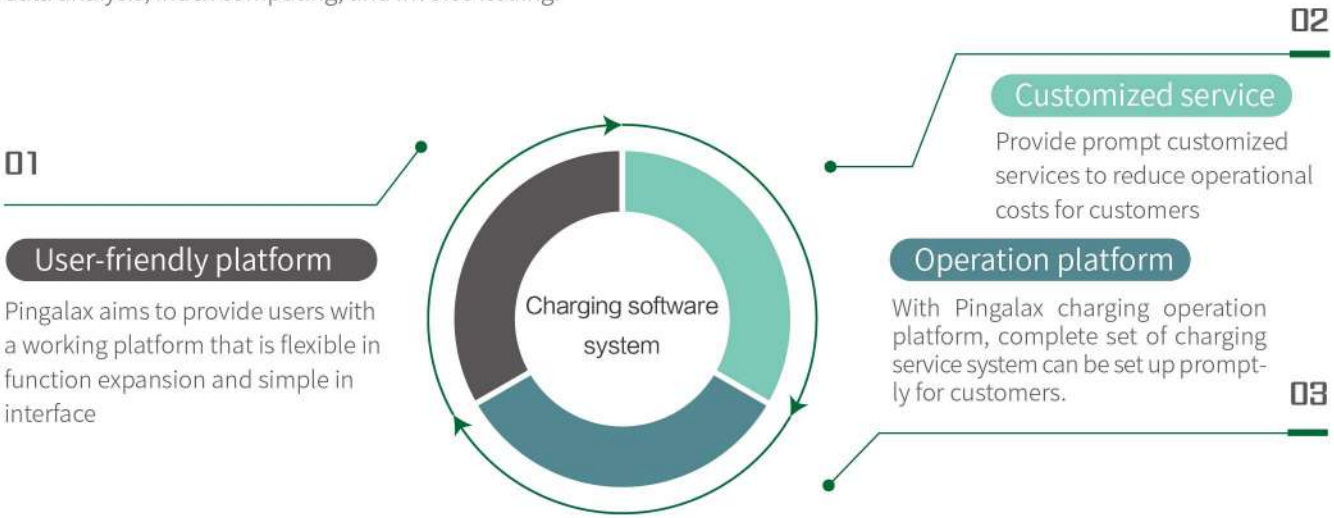 01
User-friendly platform
Pingalax aims to provide users with
a working platform that is flexible in
function expansion and simple in
interface
Charging software
system
02
Customized service
Provide prompt customized
services to reduce operational
costs for customers
Operation platform
With Pingalax charging operation
platform, complete set of charging
service system can be set up prompt-
ly for customers.
03